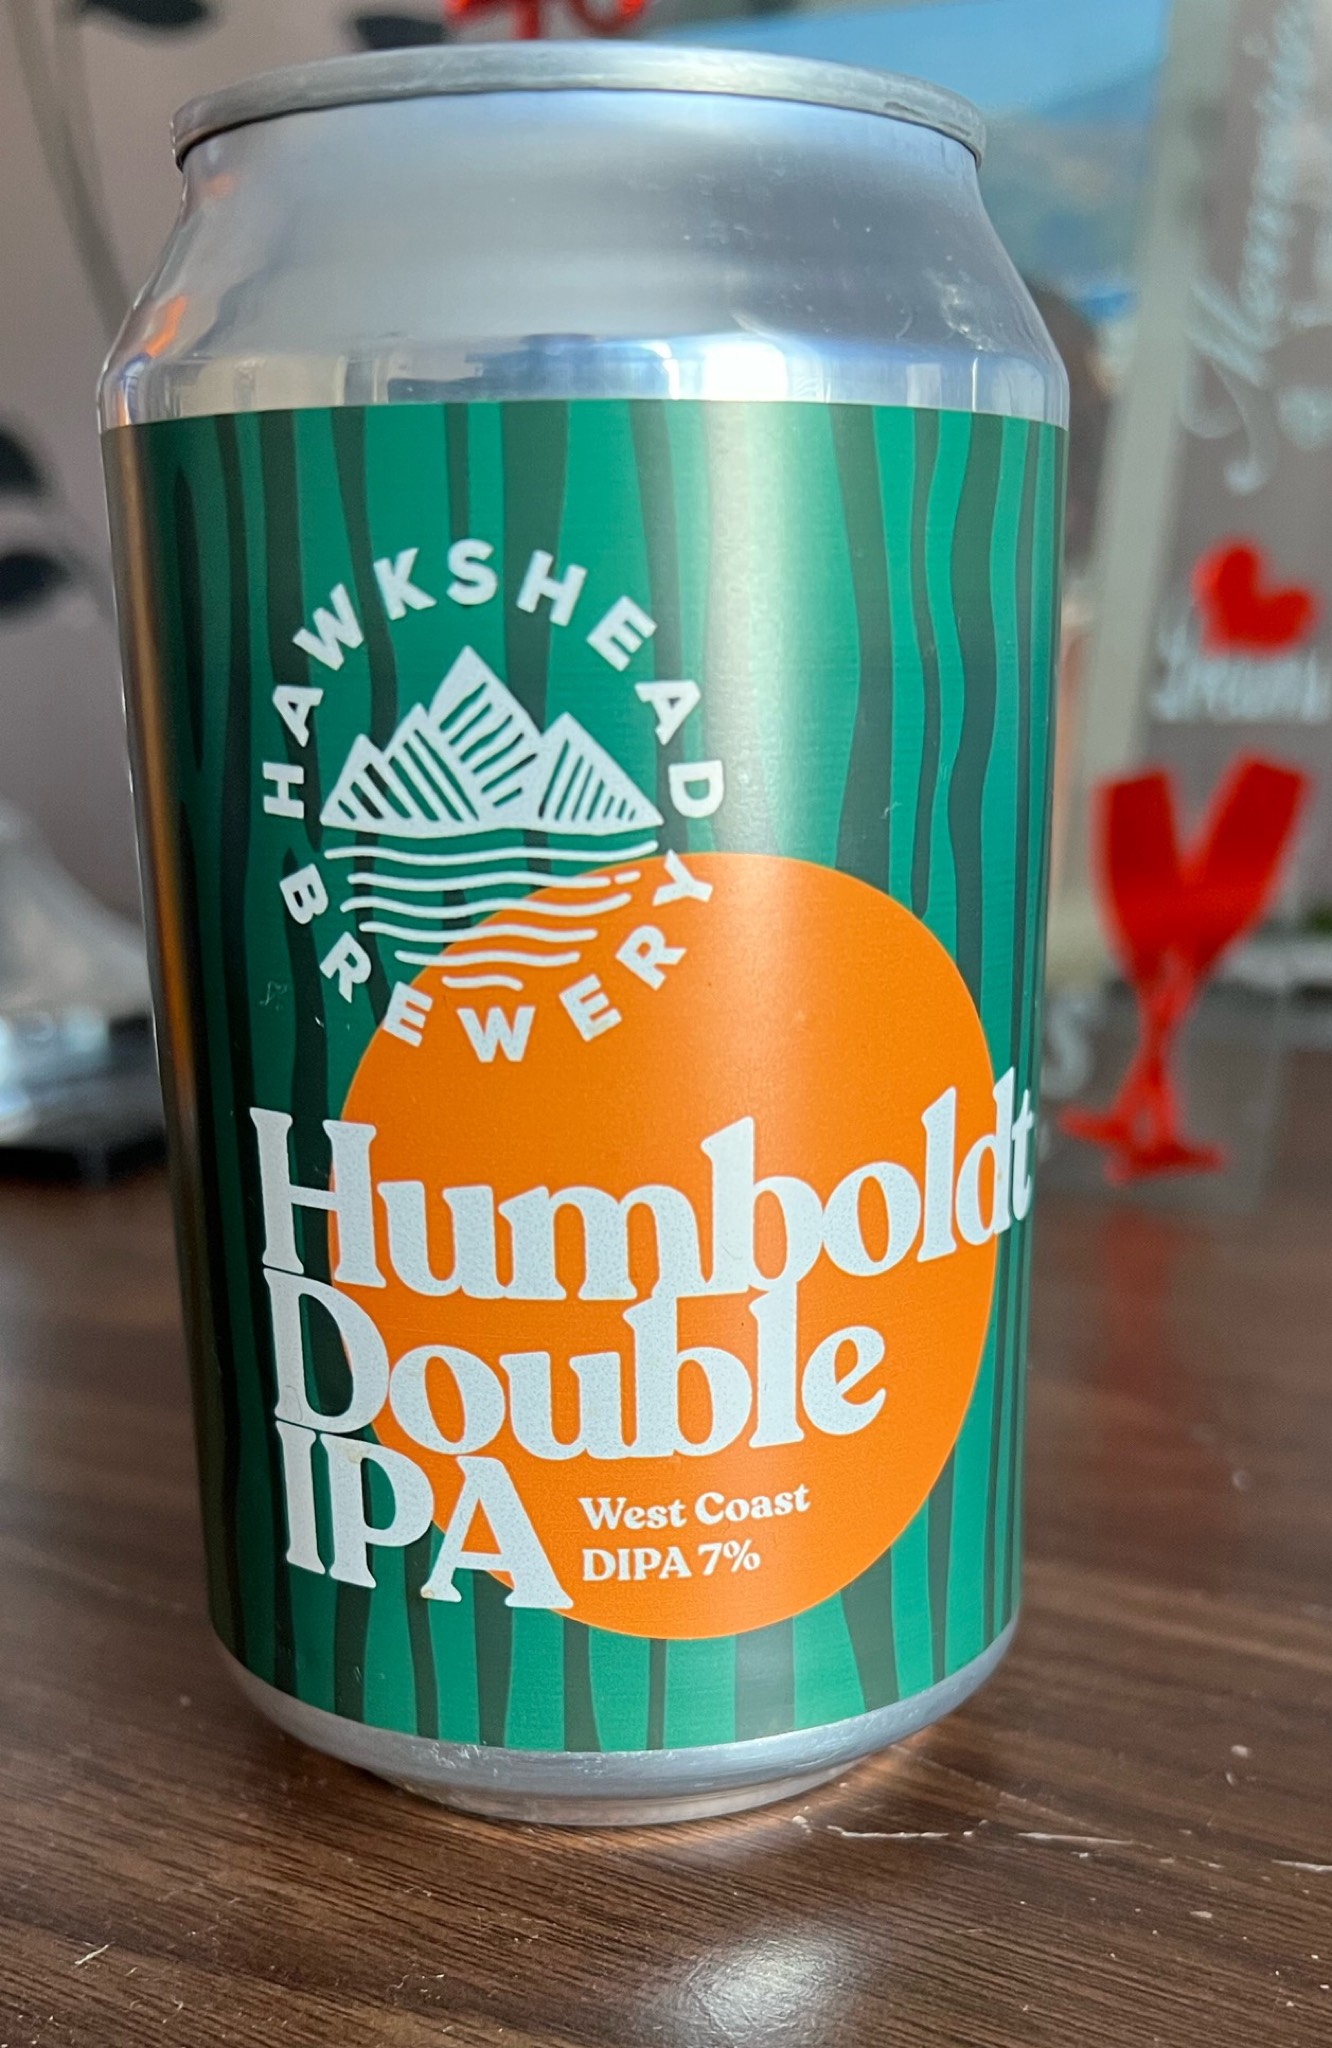 HAWKSHEAD
BREWERY
Humboldt
Double
IPA
West Coast
DIPA 7%